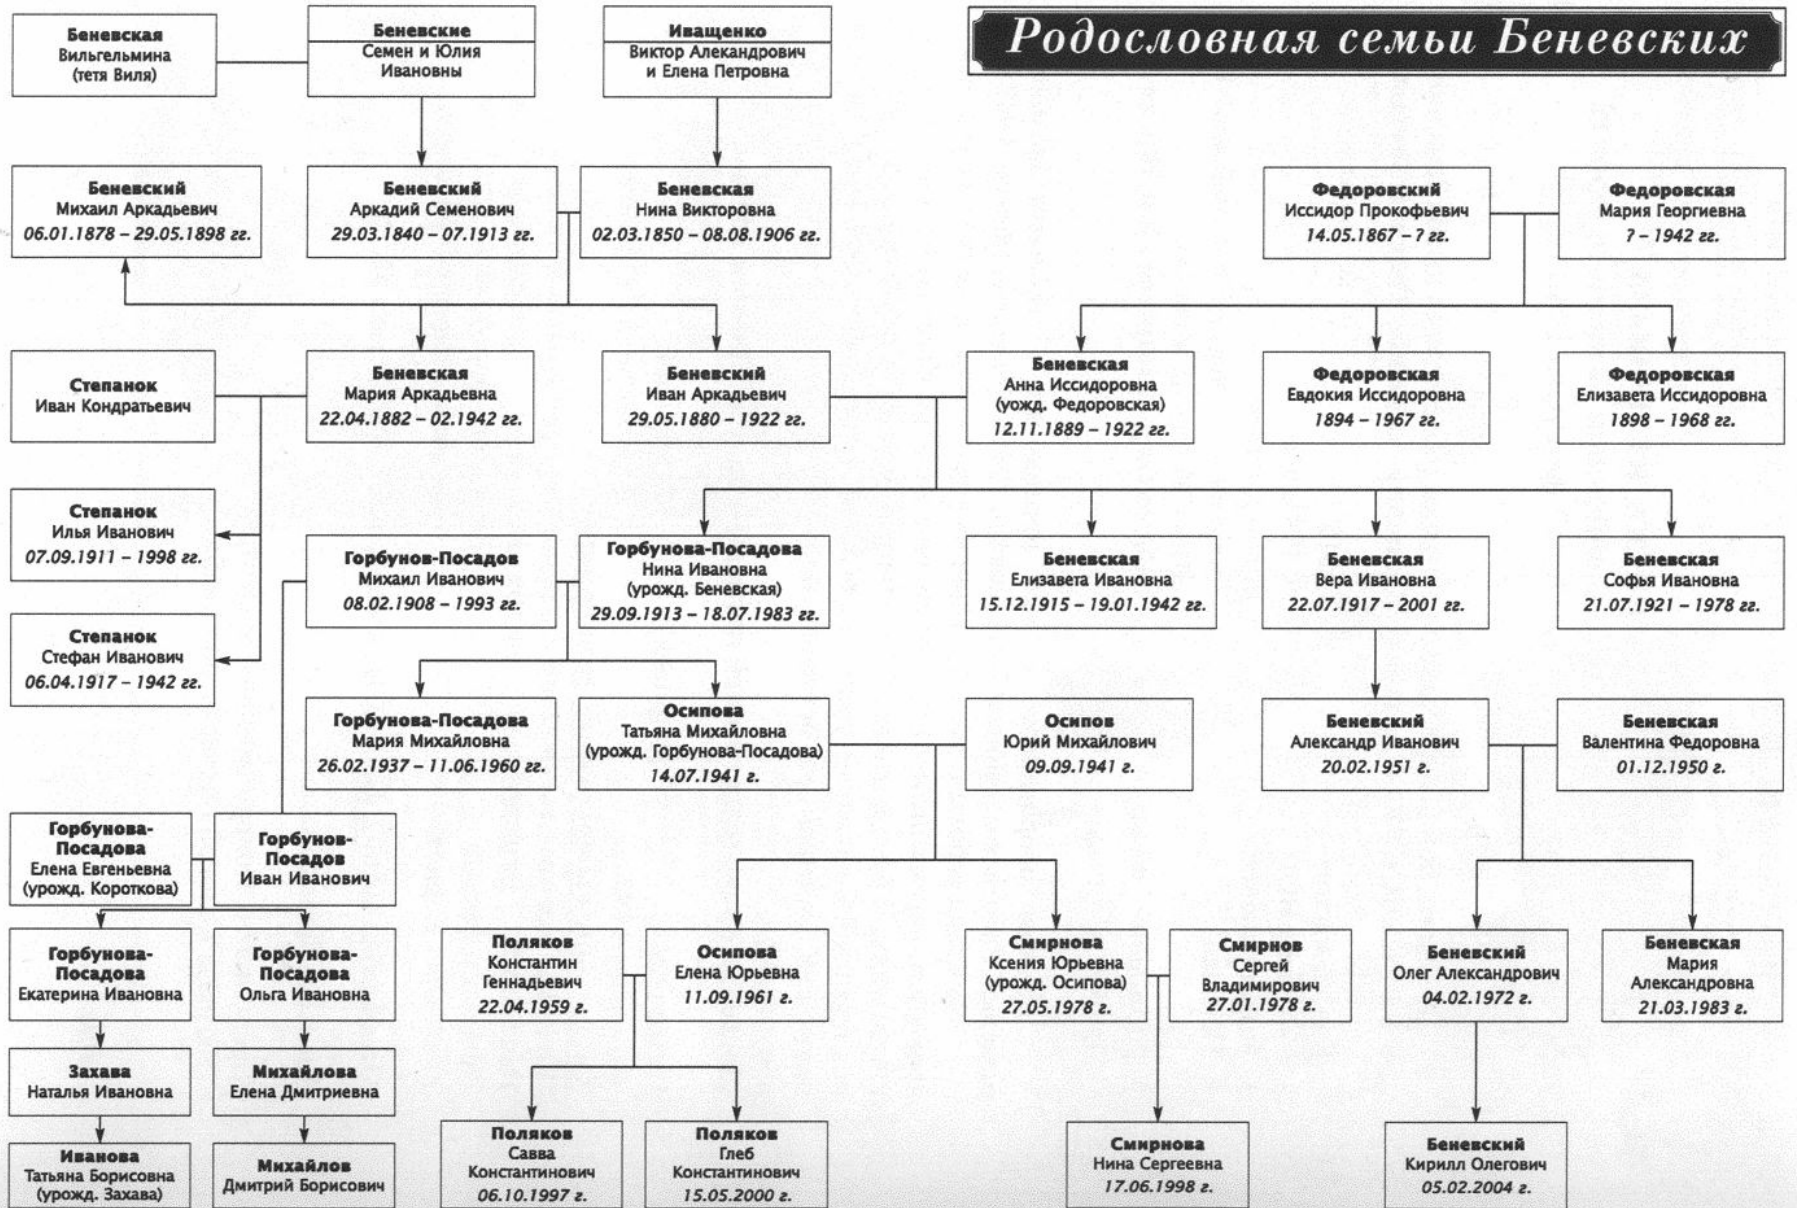 Родословная семьи Беневских
Беневская
Вильгельмина
(тетя Виля)
Беневские
Семен и Юлия
Ивановны
Иващенко
Виктор Алекандрович
и Елена Петровна
Беневский
Михаил Аркадьевич
06.01.1878 – 29.05.1898 гг.
Беневский
Аркадий Семенович
29.03.1840 – 07.1913 гг.
Беневская
Нина Викторовна
02.03.1850 – 08.08.1906 гг.
Федоровский
Иссидор Прокофьевич
14.05.1867 – ? гг.
Федоровская
Мария Георгиевна
? – 1942 гг.
Степанок
Иван Кондратьевич
Беневская
Мария Аркадьевна
22.04.1882 – 02.1942 гг.
Беневский
Иван Аркадьевич
29.05.1880 – 1922 гг.
Беневская
Анна Иссидоровна
(уожд. Федоровская)
12.11.1889 – 1922 гг.
Федоровская
Евдокия Иссидоровна
1894 – 1967 гг.
Федоровская
Елизавета Иссидоровна
1898 – 1968 гг.
Степанок
Илья Иванович
07.09.1911 – 1998 гг.
Горбунов-Посадов
Михаил Иванович
08.02.1908 – 1993 гг.
Горбунова-Посадова
Нина Ивановна
(урожд. Беневская)
29.09.1913 – 18.07.1983 гг.
Беневская
Елизавета Ивановна
15.12.1915 – 19.01.1942 гг.
Беневская
Вера Ивановна
22.07.1917 – 2001 гг.
Беневская
Софья Ивановна
21.07.1921 – 1978 гг.
Степанок
Стефан Иванович
06.04.1917 – 1942 гг.
Горбунова-Посадова
Мария Михайловна
26.02.1937 – 11.06.1960 гг.
Осипова
Татьяна Михайловна
(урожд. Горбунова-Посадова)
14.07.1941 г.
Осипов
Юрий Михайлович
09.09.1941 г.
Беневский
Александр Иванович
20.02.1951 г.
Беневская
Валентина Федоровна
01.12.1950 г.
Горбунова-
Посадова
Елена Евгеньевна
(урожд. Короткова)
Горбунов-
Посадов
Иван Иванович
Горбунова-
Посадова
Екатерина Ивановна
Горбунова-
Посадова
Ольга Ивановна
Поляков
Константин
Геннадьевич
22.04.1959 г.
Осипова
Елена Юрьевна
11.09.1961 г.
Смирнова
Ксения Юрьевна
(урожд. Осипова)
27.05.1978 г.
Смирнов
Сергей
Владимирович
27.01.1978 г.
Беневский
Олег Александрович
04.02.1972 г.
Беневская
Мария
Александровна
21.03.1983 г.
Захава
Наталья Ивановна
Михайлова
Елена Дмитриевна
Иванова
Татьяна Борисовна
(урожд. Захава)
Михайлов
Дмитрий Борисович
Поляков
Савва
Константинович
06.10.1997 г.
Поляков
Глеб
Константинович
15.05.2000 г.
Смирнова
Нина Сергеевна
17.06.1998 г.
Беневский
Кирилл Олегович
05.02.2004 г.